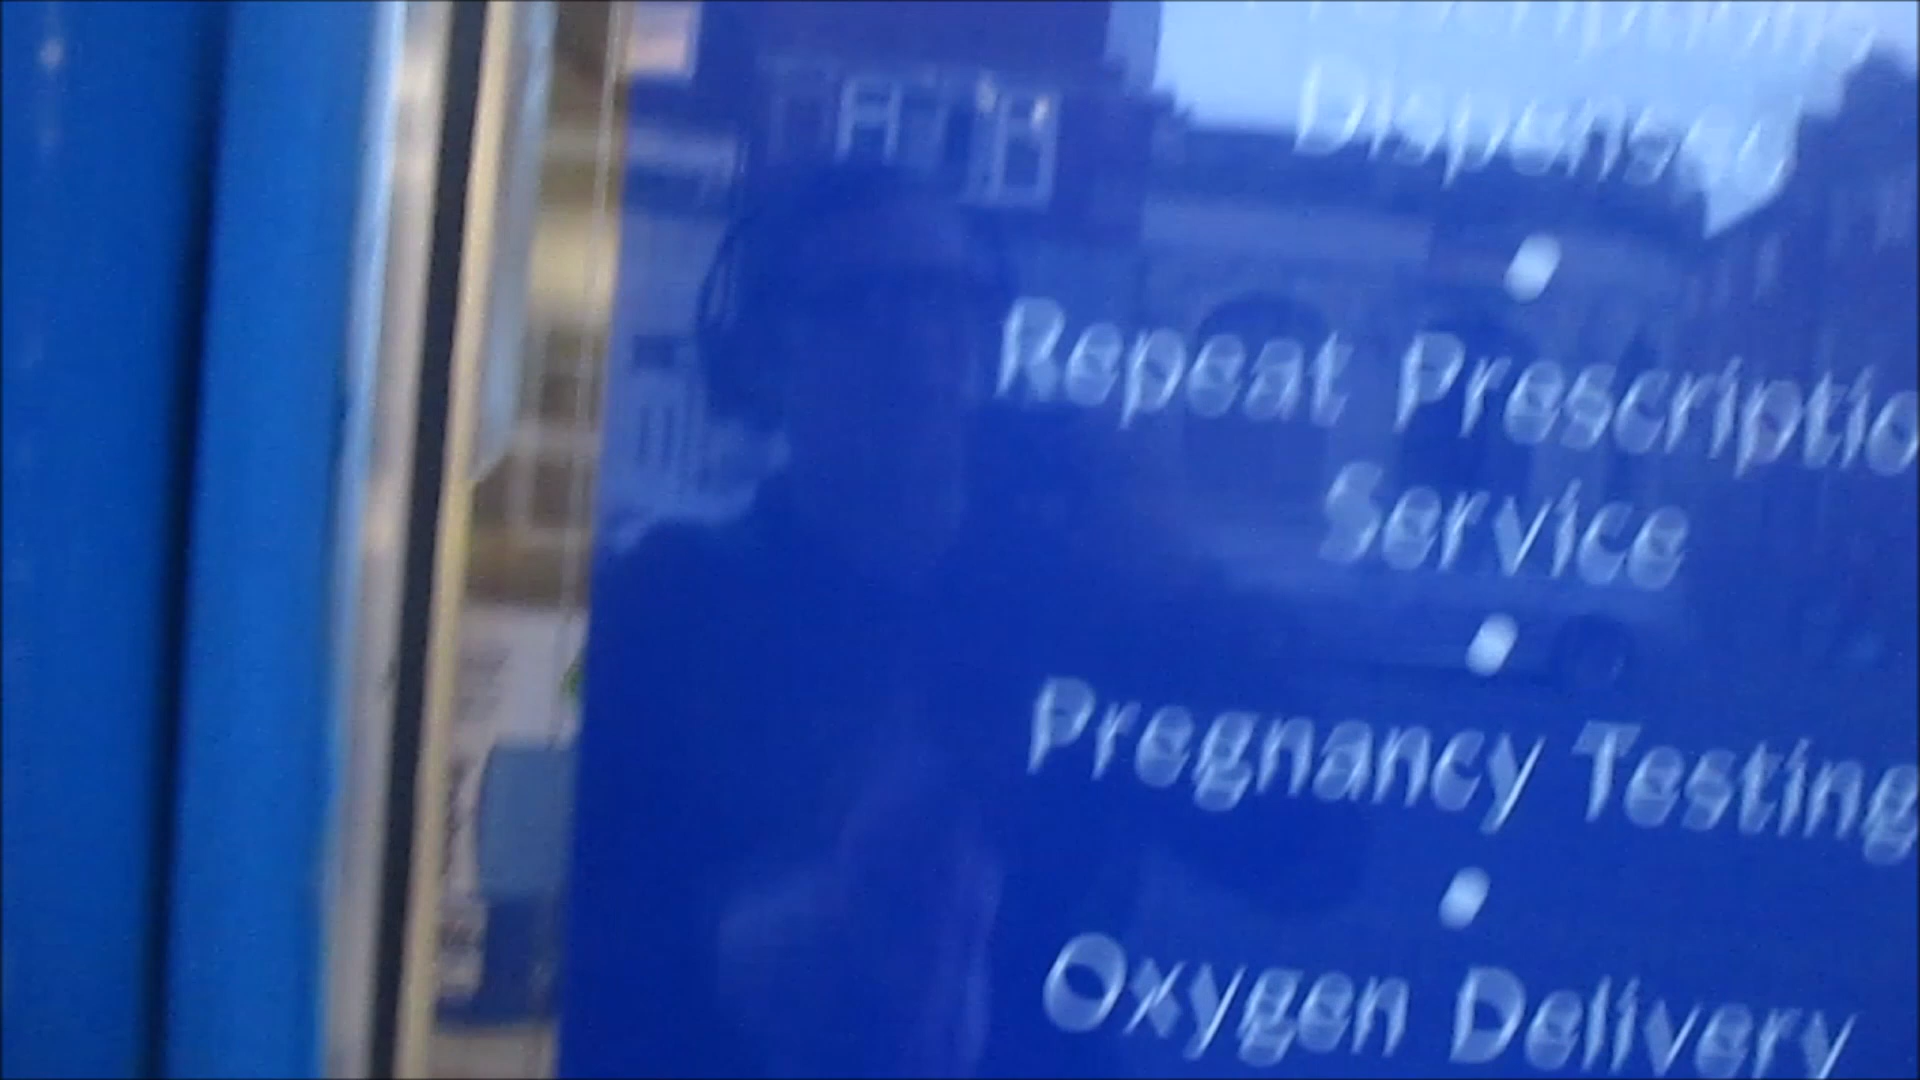 Dispensed
•
Repeat Prescriptio
Service
•
Pregnancy Testing
•
Oxygen Delivery